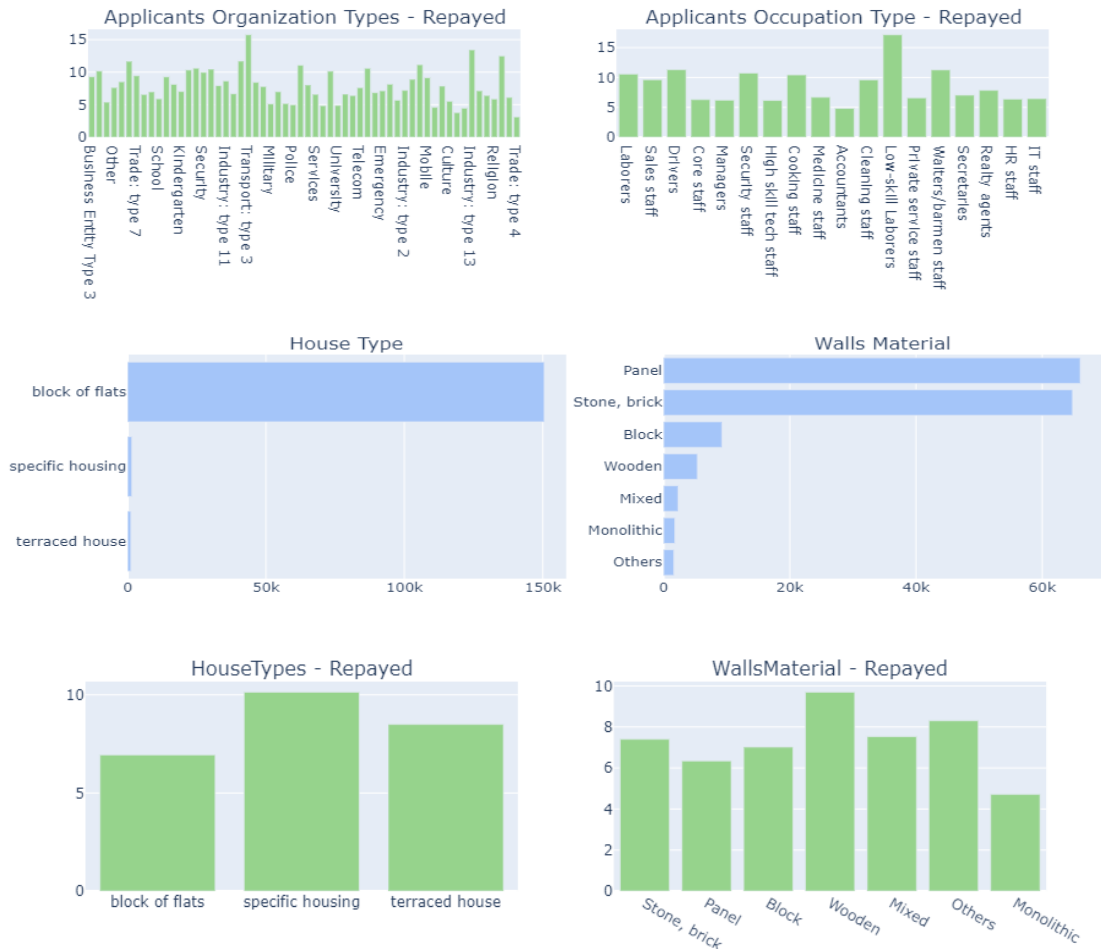 Applicants Organization Types - Repayed
15
10
5
0
Business Entity Type 3
Other
Trade: type 7
School
Kindergarten
Security
Industry: type 11
Transport: type 3
Military
Police
Services
University
Telecom
Emergency
Industry: type 2
Mobile
Culture
Industry: type 13
Religion
Trade: type 4
Applicants Occupation Type - Repayed
15
10
5
0
Laborers
Sales staff
Drivers
Core staff
Managers
Security staff
High skill tech staff
Cooking staff
Medicine staff
Accountants
Cleaning staff
Low-skill Laborers
Private service staff
Waiters/barmen staff
Secretaries
Realty agents
HR staff
IT staff
House Type
block of flats
specific housing
terraced house
0
50k
100k
150k
Walls Material
Panel
Stone, brick
Block
Wooden
Mixed
Monolithic
Others
0
20k
40k
60k
HouseTypes - Repayed
10
5
0
block of flats
specific housing
terraced house
WallsMaterial - Repayed
10
8
6
4
2
0
Stone, brick
Panel
Block
Wooden
Mixed
Others
Monolithic